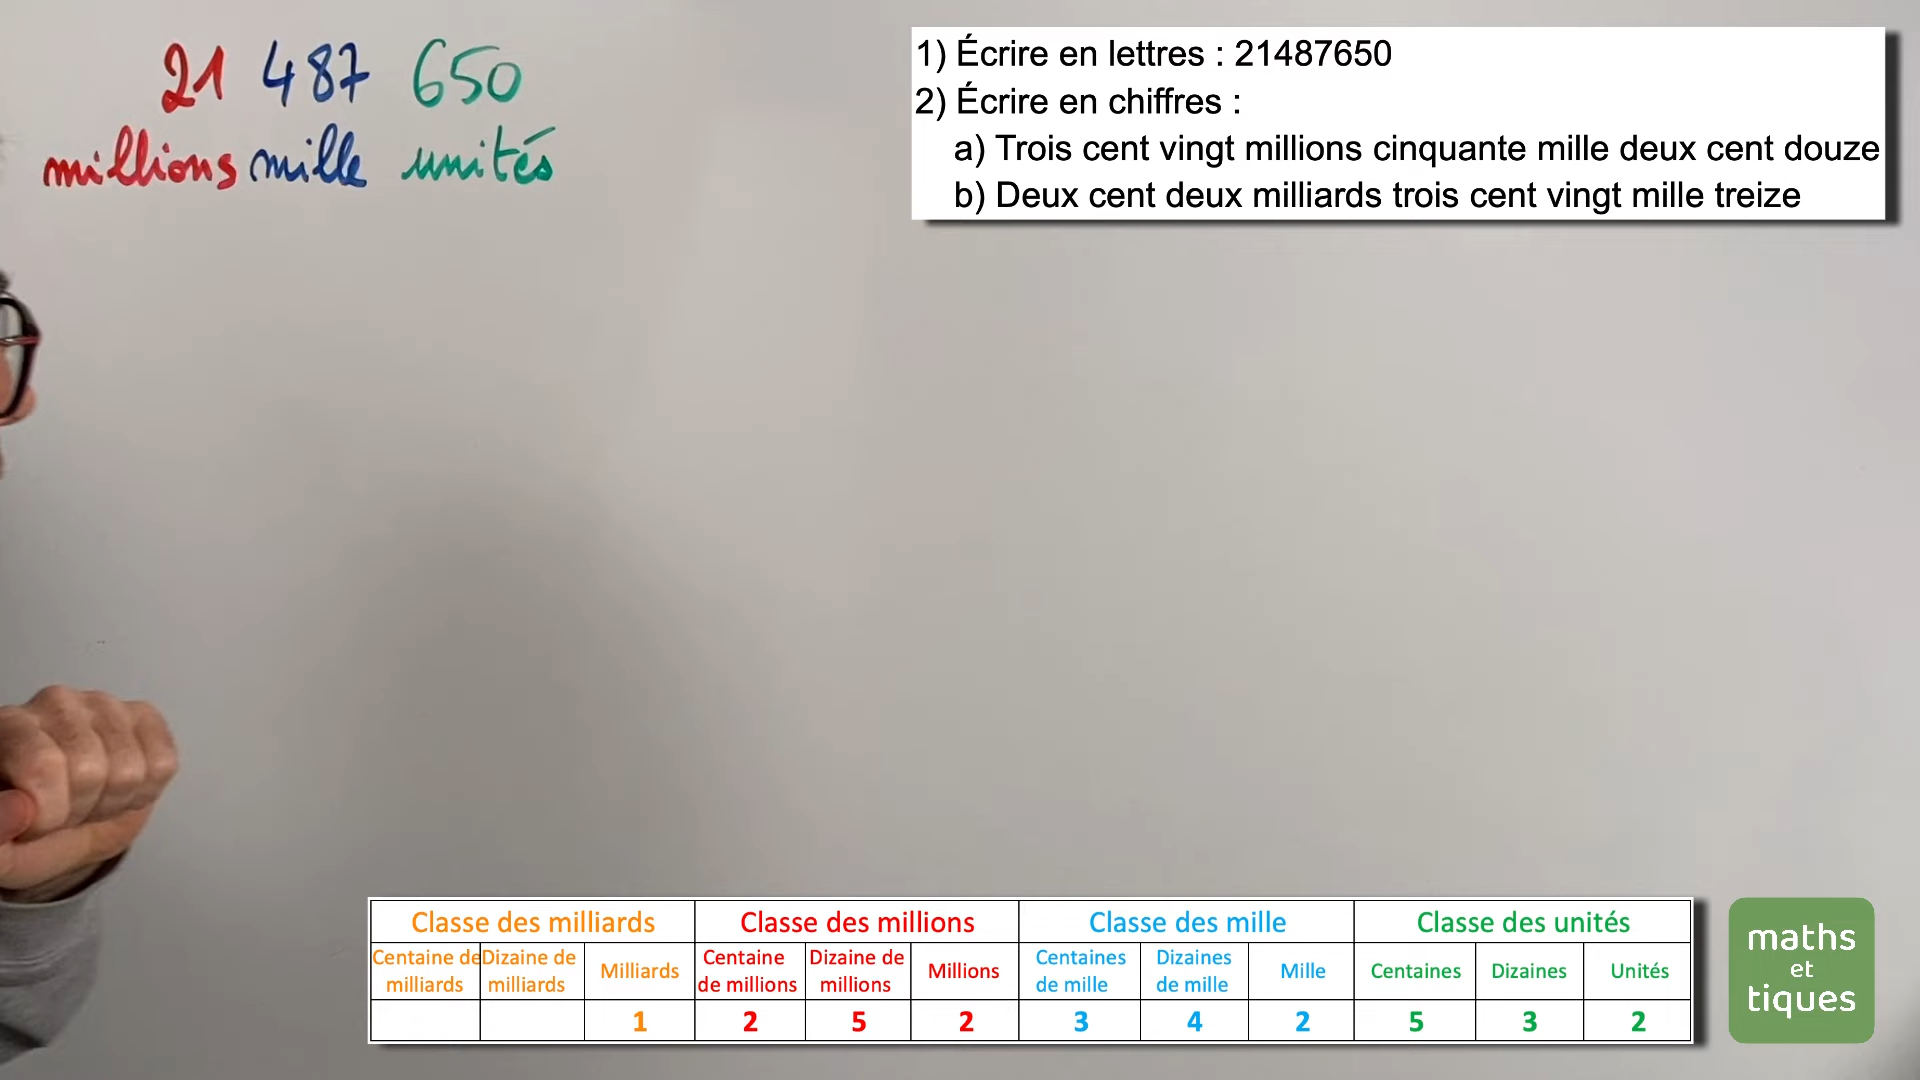 21 487 650
millions mille unités
1) Écrire en lettres : 21487650
2) Écrire en chiffres :
a) Trois cent vingt millions cinquante mille deux cent douze
b) Deux cent deux milliards trois cent vingt mille treize
Classe des milliards Classe des millions Classe des mille Classe des unités
Centaine de milliards Dizaine de milliards Milliards Centaine de millions Dizaine de millions Millions Centaines de mille Dizaines de mille Mille Centaines Dizaines Unités
1 2 5 2 3 4 2 5 3 2
maths
et
tiques